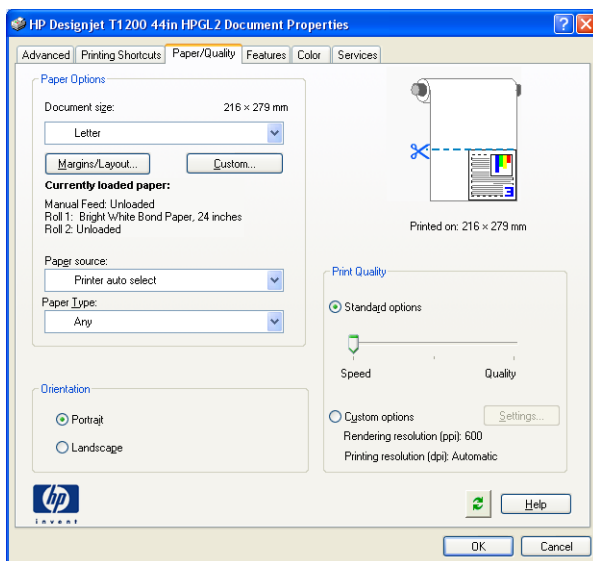 HP Designjet T1200 44in HPGL2 Document Properties
Advanced Printing Shortcuts Paper/Quality Features Color Services
Paper Options
Document size: 216 × 279 mm
Letter
Margins/Layout... Custom...
Currently loaded paper:
Manual Feed: Unloaded
Roll 1: Bright White Bond Paper, 24 inches
Roll 2: Unloaded
Paper source:
Printer auto select
Paper Type:
Any
Orientation
Portrait
Landscape
Printed on: 216 × 279 mm
Print Quality
Standard options
Speed Quality
Custom options Settings...
Rendering resolution (ppi): 600
Printing resolution (dpi): Automatic
hp
invent
Help
OK Cancel